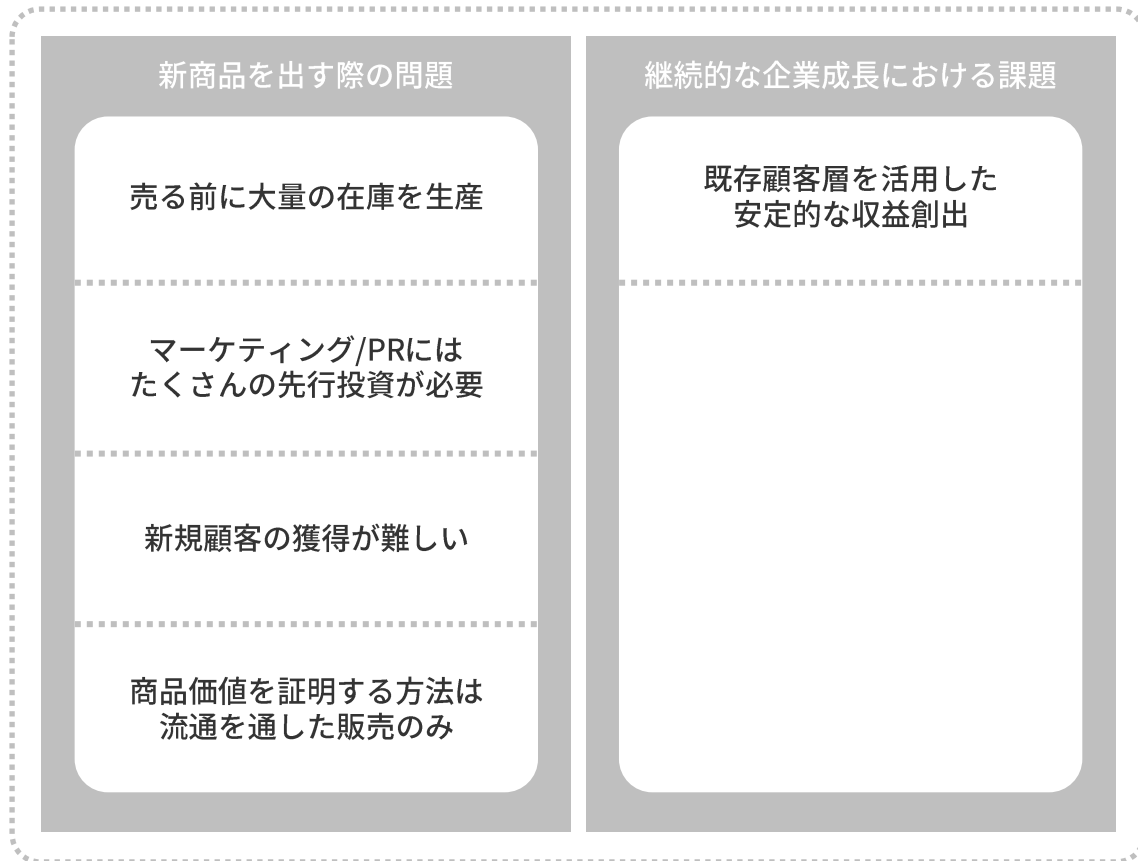 新商品を出す際の問題
売る前に大量の在庫を生産
マーケティング/PRには
たくさんの先行投資が必要
新規顧客の獲得が難しい
商品価値を証明する方法は
流通を通した販売のみ
継続的な企業成長における課題
既存顧客層を活用した
安定的な収益創出